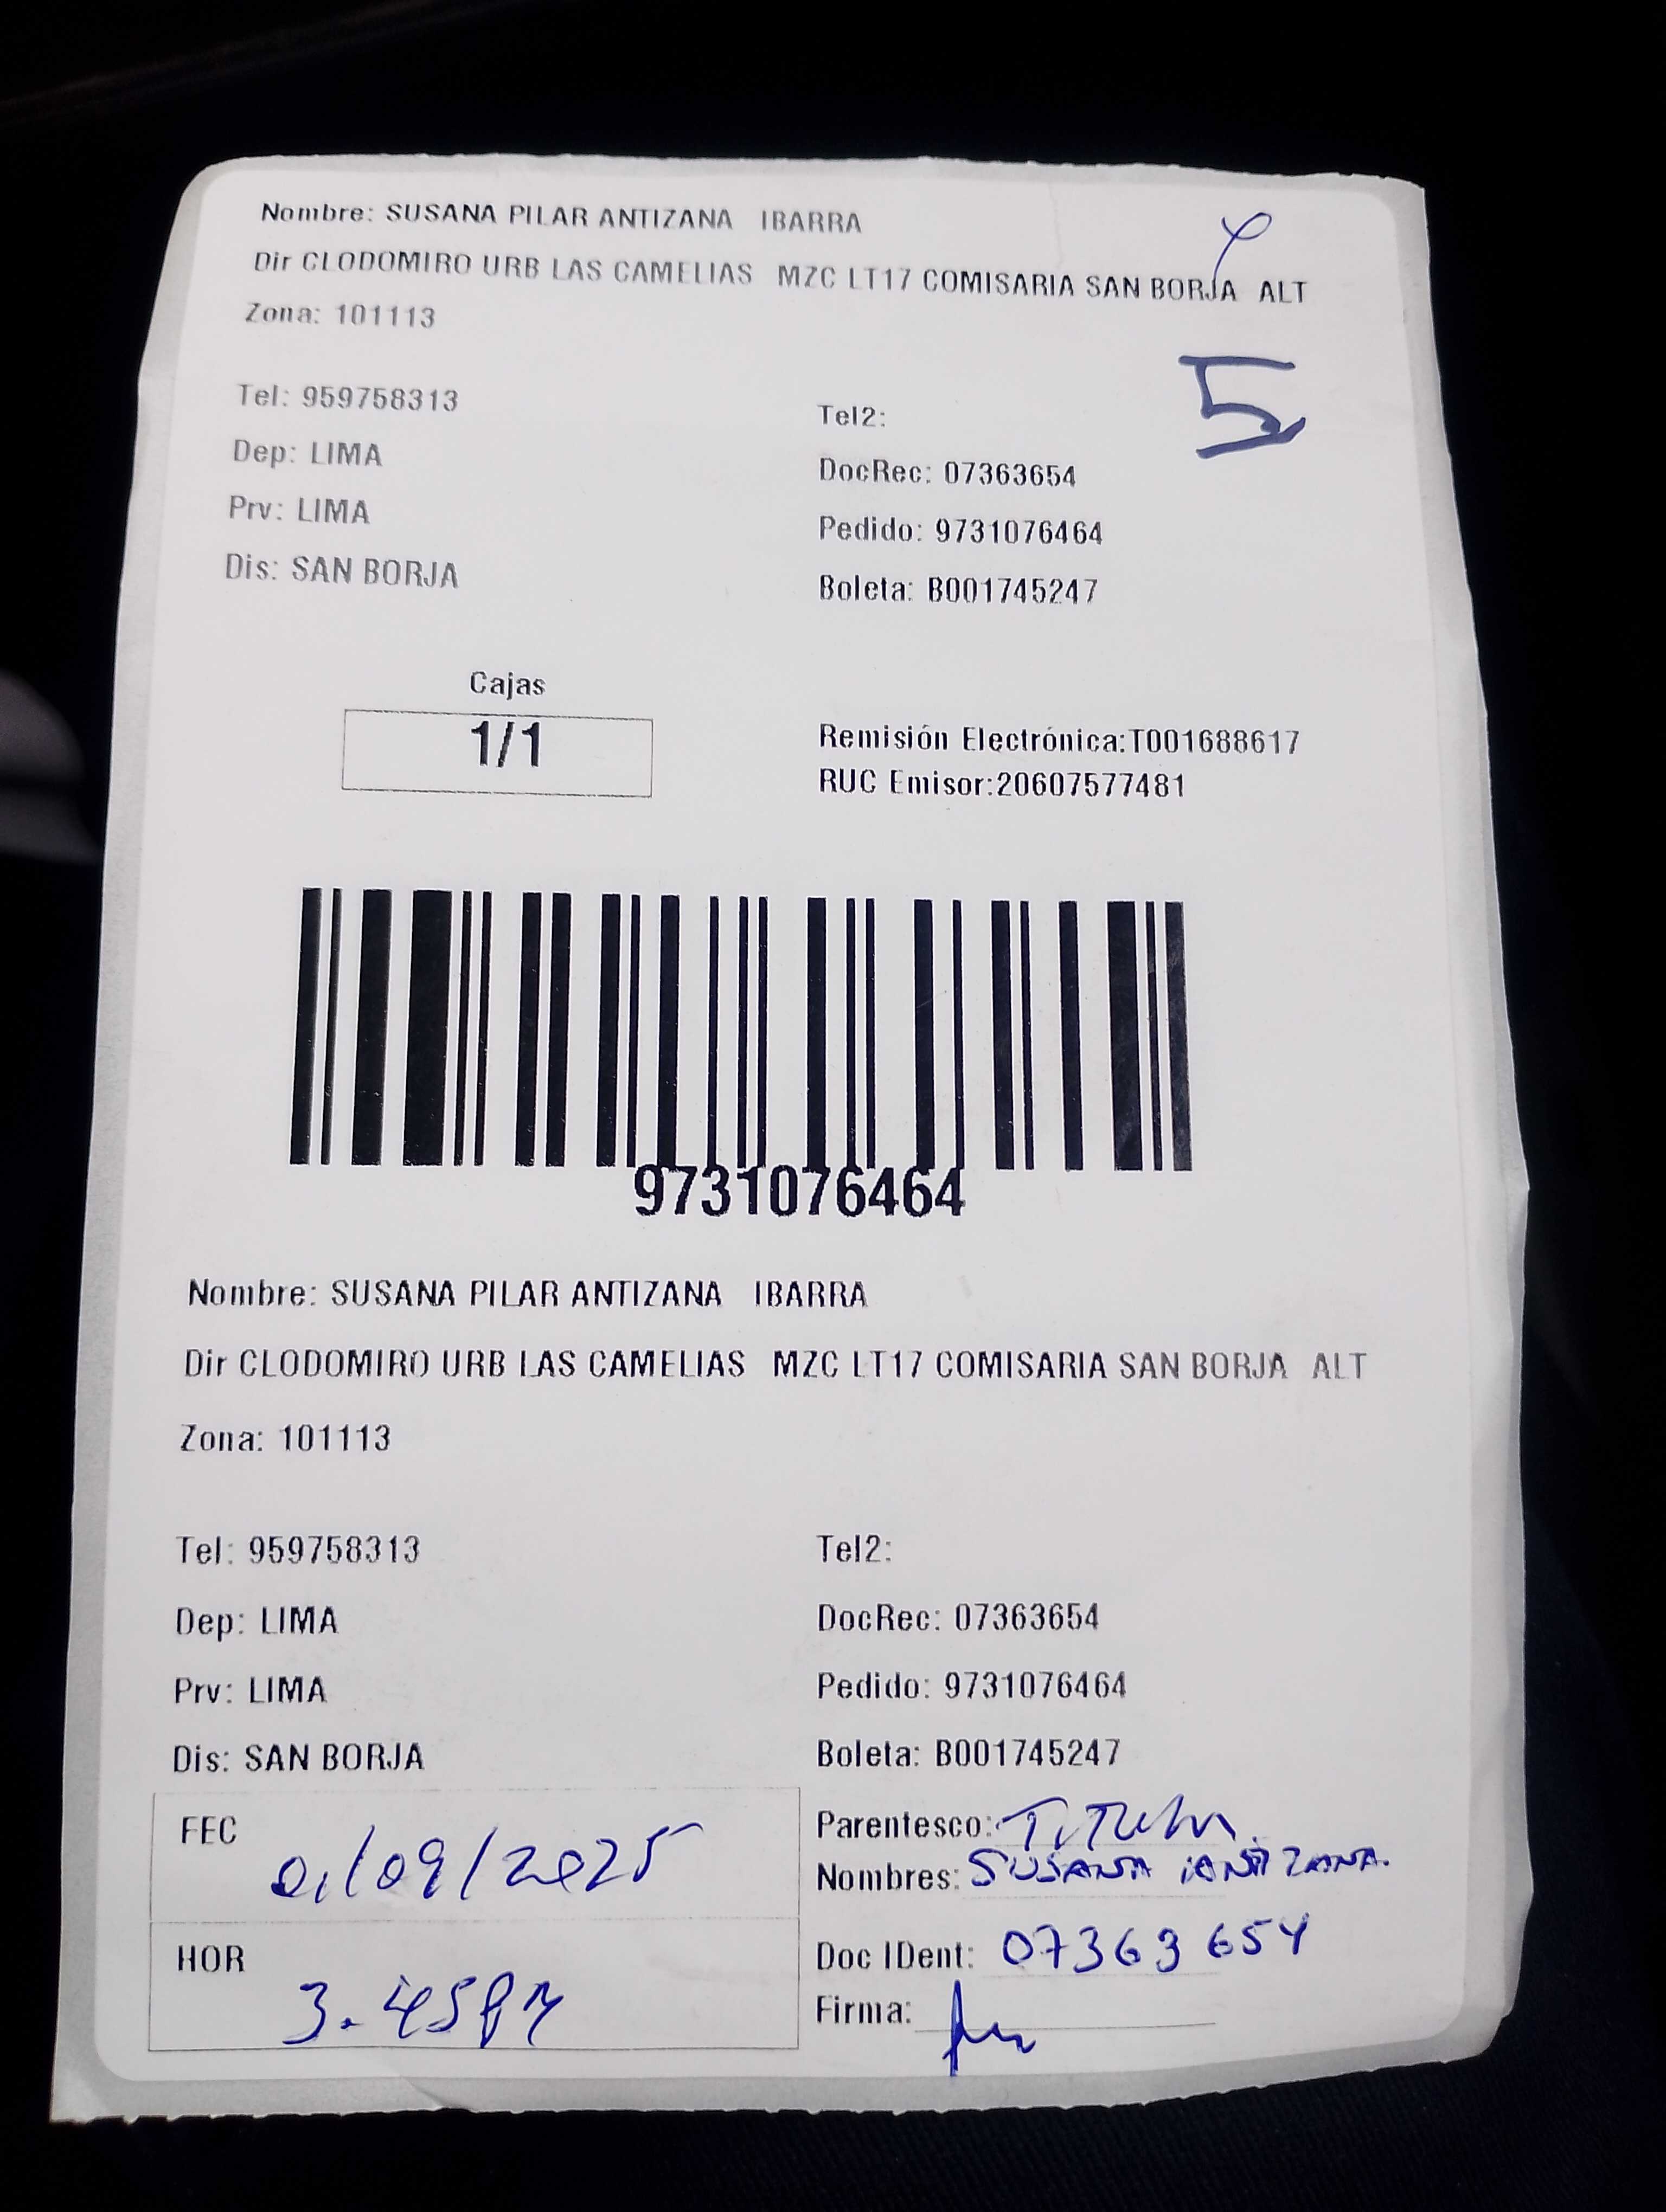 Nombre: SUSANA PILAR ANTIZANA IBARRA
Dir CLODOMIRO URB LAS CAMELIAS MZC LT17 COMISARIA SAN BORJA ALT
Zona: 101113
5
Tel: 959758313
Tel2:
Dep: LIMA
DocRec: 07363654
Prv: LIMA
Pedido: 9731076464
Dis: SAN BORJA
Boleta: B001745247
Cajas
1/1
Remisión Electrónica:T001688617
RUC Emisor:20607577481
9731076464
Nombre: SUSANA PILAR ANTIZANA IBARRA
Dir CLODOMIRO URB LAS CAMELIAS MZC LT17 COMISARIA SAN BORJA ALT
Zona: 101113
Tel: 959758313
Tel2:
Dep: LIMA
DocRec: 07363654
Prv: LIMA
Pedido: 9731076464
Dis: SAN BORJA
Boleta: B001745247
FEC 01/09/2025
Parentesco:
Nombres: SUSANA ANTIZANA.
HOR 3.45PM
Doc IDent: 07363654
Firma: